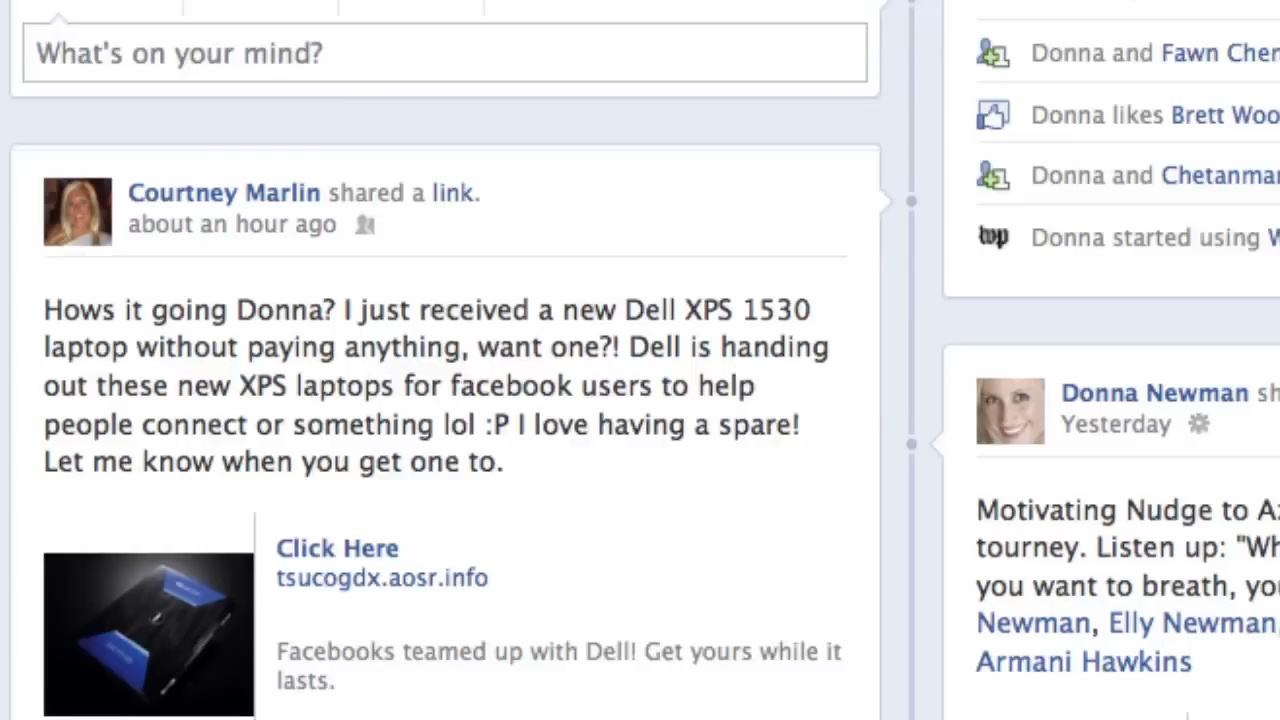 What's on your mind?
Courtney Marlin shared a link.
about an hour ago
Hows it going Donna? I just received a new Dell XPS 1530
laptop without paying anything, want one?! Dell is handing
out these new XPS laptops for facebook users to help
people connect or something lol :P I love having a spare!
Let me know when you get one to.
Click Here
tsucogdx.aosr.info
Facebooks teamed up with Dell! Get yours while it
lasts.
Donna and Fawn
Donna likes Brett
Donna and
wp Donna started using
Donna Newman
Yesterday
Motivating Nudge to
tourney. Listen up:
you want to breath,
Newman, Elly Newman,
Armani Hawkins